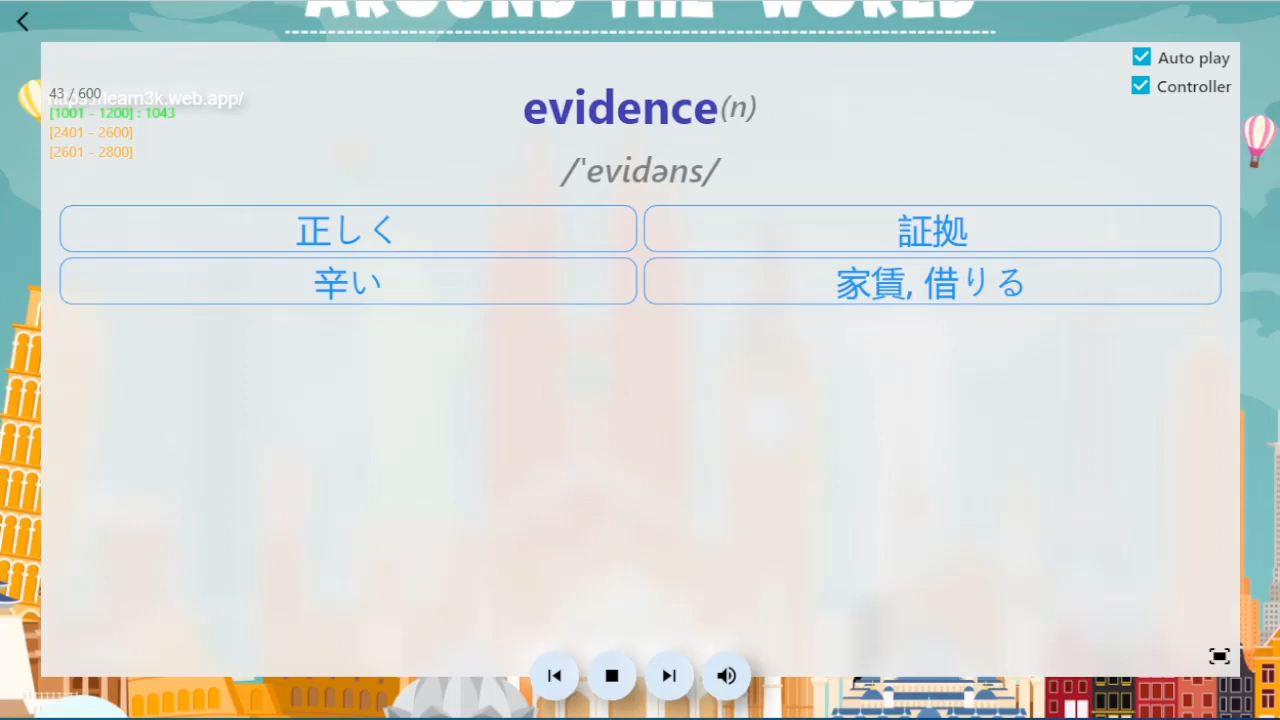 AROUND THE WORLD
Auto play
Controller
43 / 600
https://learn3k.web.app/
[1001 - 1200] : 1043
[2401 - 2600]
[2601 - 2800]
evidence(n)
/'evidəns/
正しく
証拠
辛い
家賃, 借りる